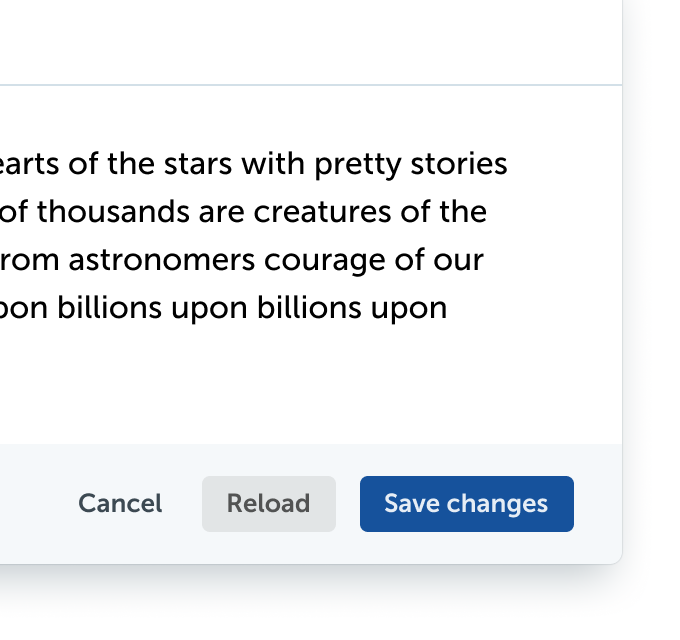 earts of the stars with pretty stories
of thousands are creatures of the
rom astronomers courage of our
pon billions upon billions upon
Cancel Reload Save changes